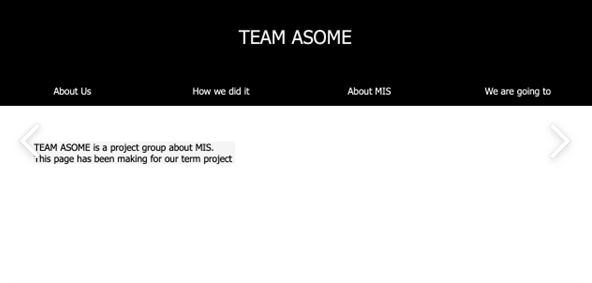 TEAM ASOME
About Us
How we did it
About MIS
We are going to
TEAM ASOME is a project group about MIS.
This page has been making for our term project